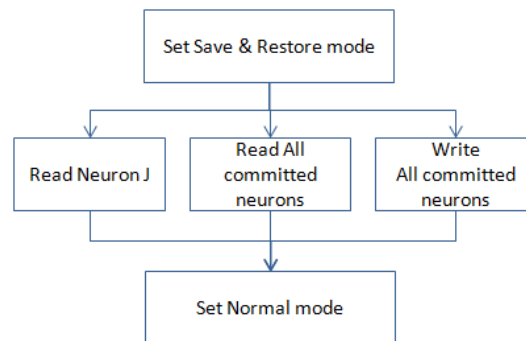 Set Save & Restore mode
Read Neuron J
Read All
committed
neurons
Write
All committed
neurons
Set Normal mode